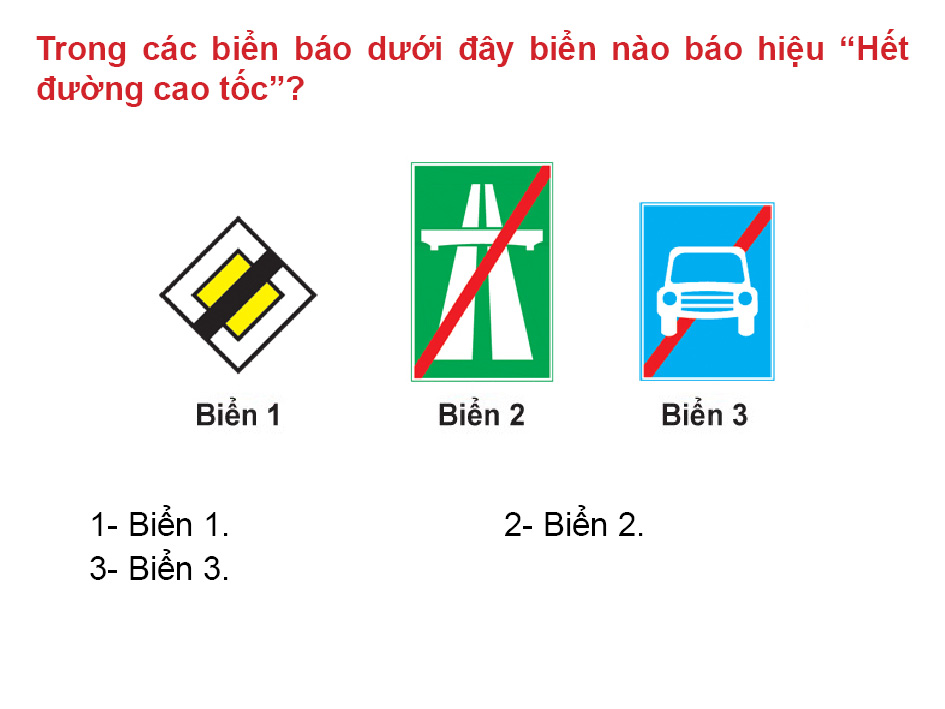 Trong các biển báo dưới đây biển nào báo hiệu “Hết
đường cao tốc”?
Biển 1 Biển 2 Biển 3
1- Biển 1. 2- Biển 2.
3- Biển 3.